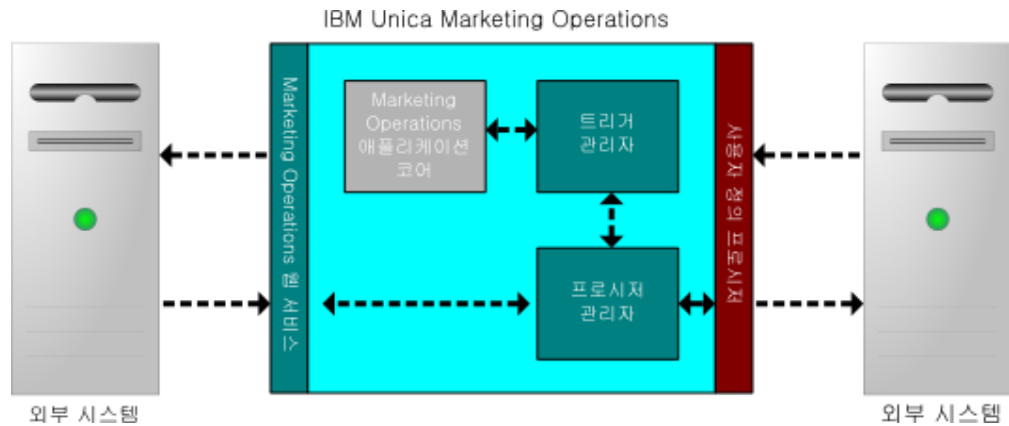 IBM Unica Marketing Operations
Marketing Operations 웹 서비스
Marketing
Operations
애플리케이션
코어
트리거
관리자
프로시저
관리자
사용자 정의 프로시저
외부 시스템
외부 시스템